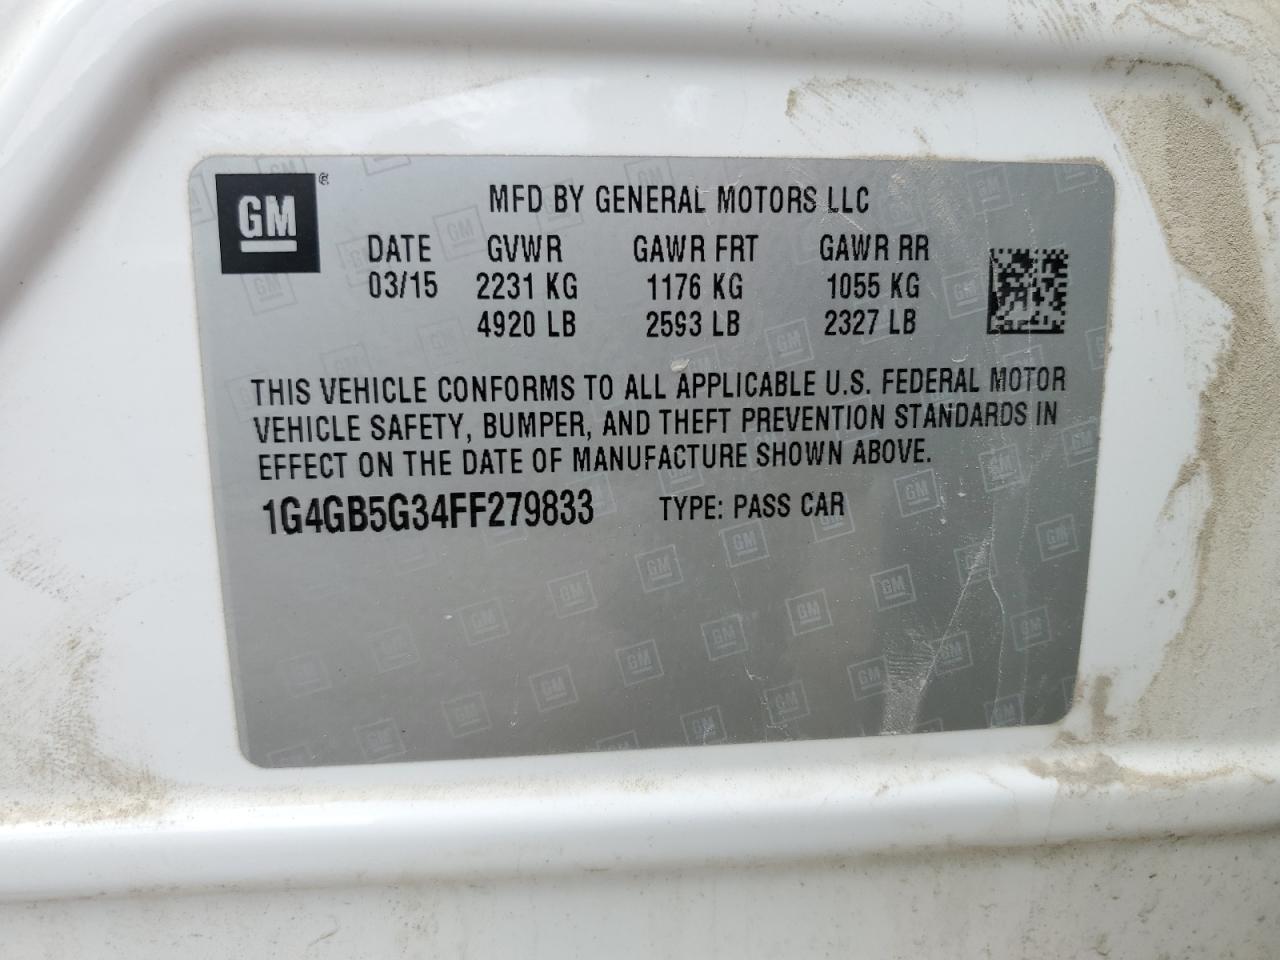 GM
MFD BY GENERAL MOTORS LLC
DATE GVWR GAWR FRT GAWR RR
03/15 2231 KG 1176 KG 1055 KG
4920 LB 2593 LB 2327 LB
THIS VEHICLE CONFORMS TO ALL APPLICABLE U.S. FEDERAL MOTOR
VEHICLE SAFETY, BUMPER, AND THEFT PREVENTION STANDARDS IN
EFFECT ON THE DATE OF MANUFACTURE SHOWN ABOVE.
1G4GB5G34FF279833 TYPE: PASS CAR